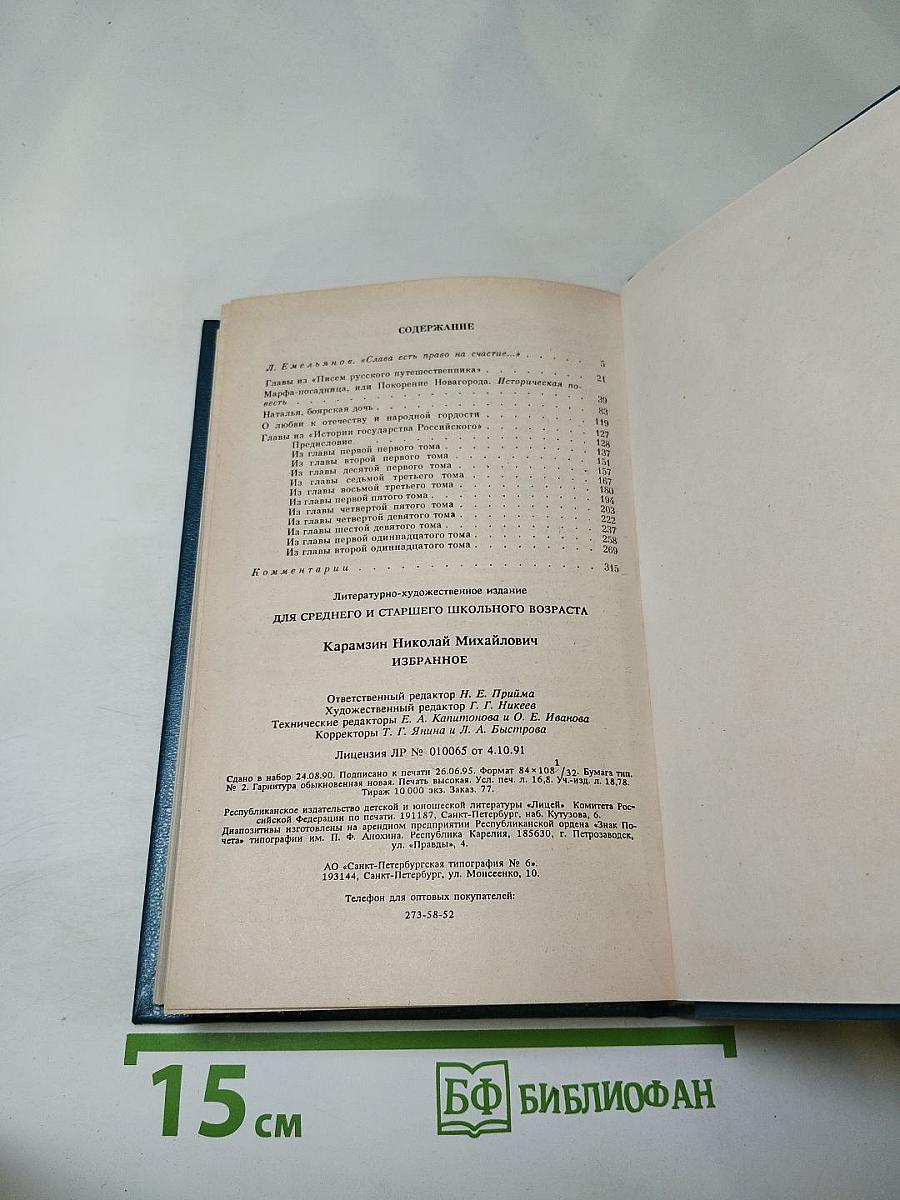 СОДЕРЖАНИЕ
Л. Емельянов. «Слава есть право на счастие...» . . . . . . 5
Главы из «Писем русского путешественника» . . . . . . . 21
Марфа-посадница, или Покорение Новагорода. Историческая по-
весть . . . . . . . . . . . . . . . . . . . . 39
Наталья, боярская дочь . . . . . . . . . . . . . . 83
О любви к отечеству и народной гордости . . . . . . . . 119
Главы из «Истории государства Российского» . . . . . . . 127
Предисловие . . . . . . . . . . . . . . . 128
Из главы первой первого тома . . . . . . . . . . 137
Из главы второй первого тома . . . . . . . . . . 151
Из главы десятой первого тома . . . . . . . . . . 157
Из главы седьмой третьего тома . . . . . . . . . 167
Из главы восьмой третьего тома . . . . . . . . . 180
Из главы первой пятого тома . . . . . . . . . . . 194
Из главы четвертой пятого тома . . . . . . . . . 203
Из главы четвертой девятого тома . . . . . . . . . 222
Из главы шестой девятого тома . . . . . . . . . . 237
Из главы первой одиннадцатого тома . . . . . . . . 258
Из главы второй одиннадцатого тома . . . . . . . . 269
Комментарии . . . . . . . . . . . . . . . . . 315
Литературно-художественное издание
ДЛЯ СРЕДНЕГО И СТАРШЕГО ШКОЛЬНОГО ВОЗРАСТА
Карамзин Николай Михайлович
ИЗБРАННОЕ
Ответственный редактор Н. Е. Прийма
Художественный редактор Г. Г. Никеев
Технические редакторы Е. А. Капитонова и О. Е. Иванова
Корректоры Т. Г. Янина и Л. А. Быстрова
Лицензия ЛР № 010065 от 4.10.91
Сдано в набор 24.08.90. Подписано к печати 26.06.95. Формат 84×108 1/32. Бумага тип.
№ 2. Гарнитура обыкновенная новая. Печать высокая. Усл. печ. л. 16,8. Уч.-изд. л. 18,78.
Тираж 10 000 экз. Заказ. 77.
Республиканское издательство детской и юношеской литературы «Лицей» Комитета Рос-
сийской Федерации по печати. 191187, Санкт-Петербург, наб. Кутузова, 6.
Диапозитивы изготовлены на арендном предприятии Республиканской ордена «Знак По-
чета» типографии им. П. Ф. Анохина. Республика Карелия, 185630, г. Петрозаводск,
ул. «Правды», 4.
АО «Санкт-Петербургская типография № 6».
193144, Санкт-Петербург, ул. Моисеенко, 10.
Телефон для оптовых покупателей:
273-58-52
15 см
БФ БИБЛИОФАН